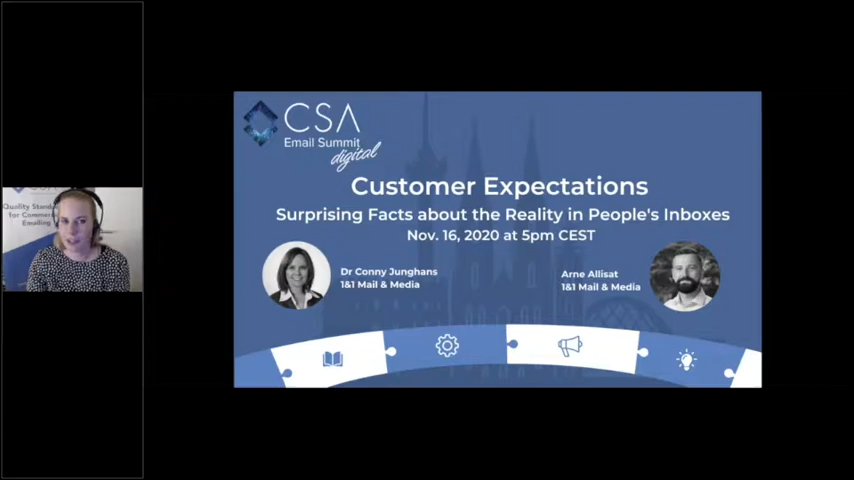 Quality Standards
for Commercial
Emailing
CSA
Email Summit
digital
Customer Expectations
Surprising Facts about the Reality in People's Inboxes
Nov. 16, 2020 at 5pm CEST
Dr Conny Junghans
1&1 Mail & Media
Arne Allisat
1&1 Mail & Media